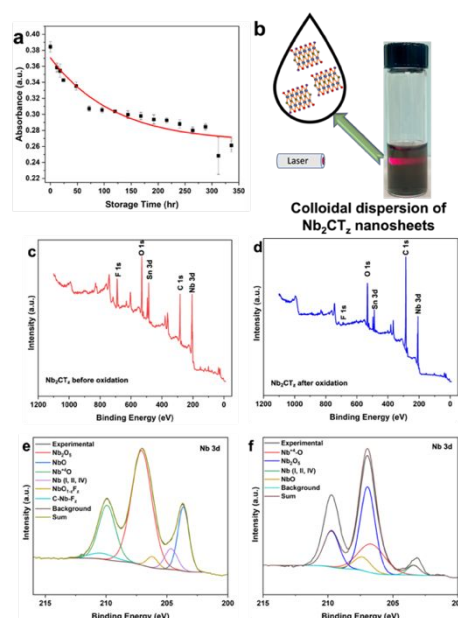 a
0.40
0.38
0.36
0.34
0.32
0.30
0.28
0.26
0.24
0.22
Absorbance (a.u.)
0 50 100 150 200 250 300 350
Storage Time (hr)
b
Laser
Colloidal dispersion of
Nb2CTz nanosheets
c
Intensity (a.u.)
F 1s
O 1s
Sn 3d
C 1s
Nb 3d
Nb2CTz before oxidation
1200 1000 800 600 400 200 0
Binding Energy (eV)
d
Intensity (a.u.)
F 1s
O 1s
Sn 3d
C 1s
Nb 3d
Nb2CTz after oxidation
1200 1000 800 600 400 200 0
Binding Energy (eV)
e
Nb 3d
Experimental
Nb2O5
NbO
Nb+4O
Nb (I, II, IV)
C-Nb-Fx
Background
Sum
Intensity (a.u.)
215 210 205 200
Binding Energy (eV)
f
Nb 3d
Experimental
Nb+4-O
Nb2O5
Nb (I, II, IV)
NbO
Background
Sum
Intensity (a.u.)
215 210 205 200
Binding Energy (eV)